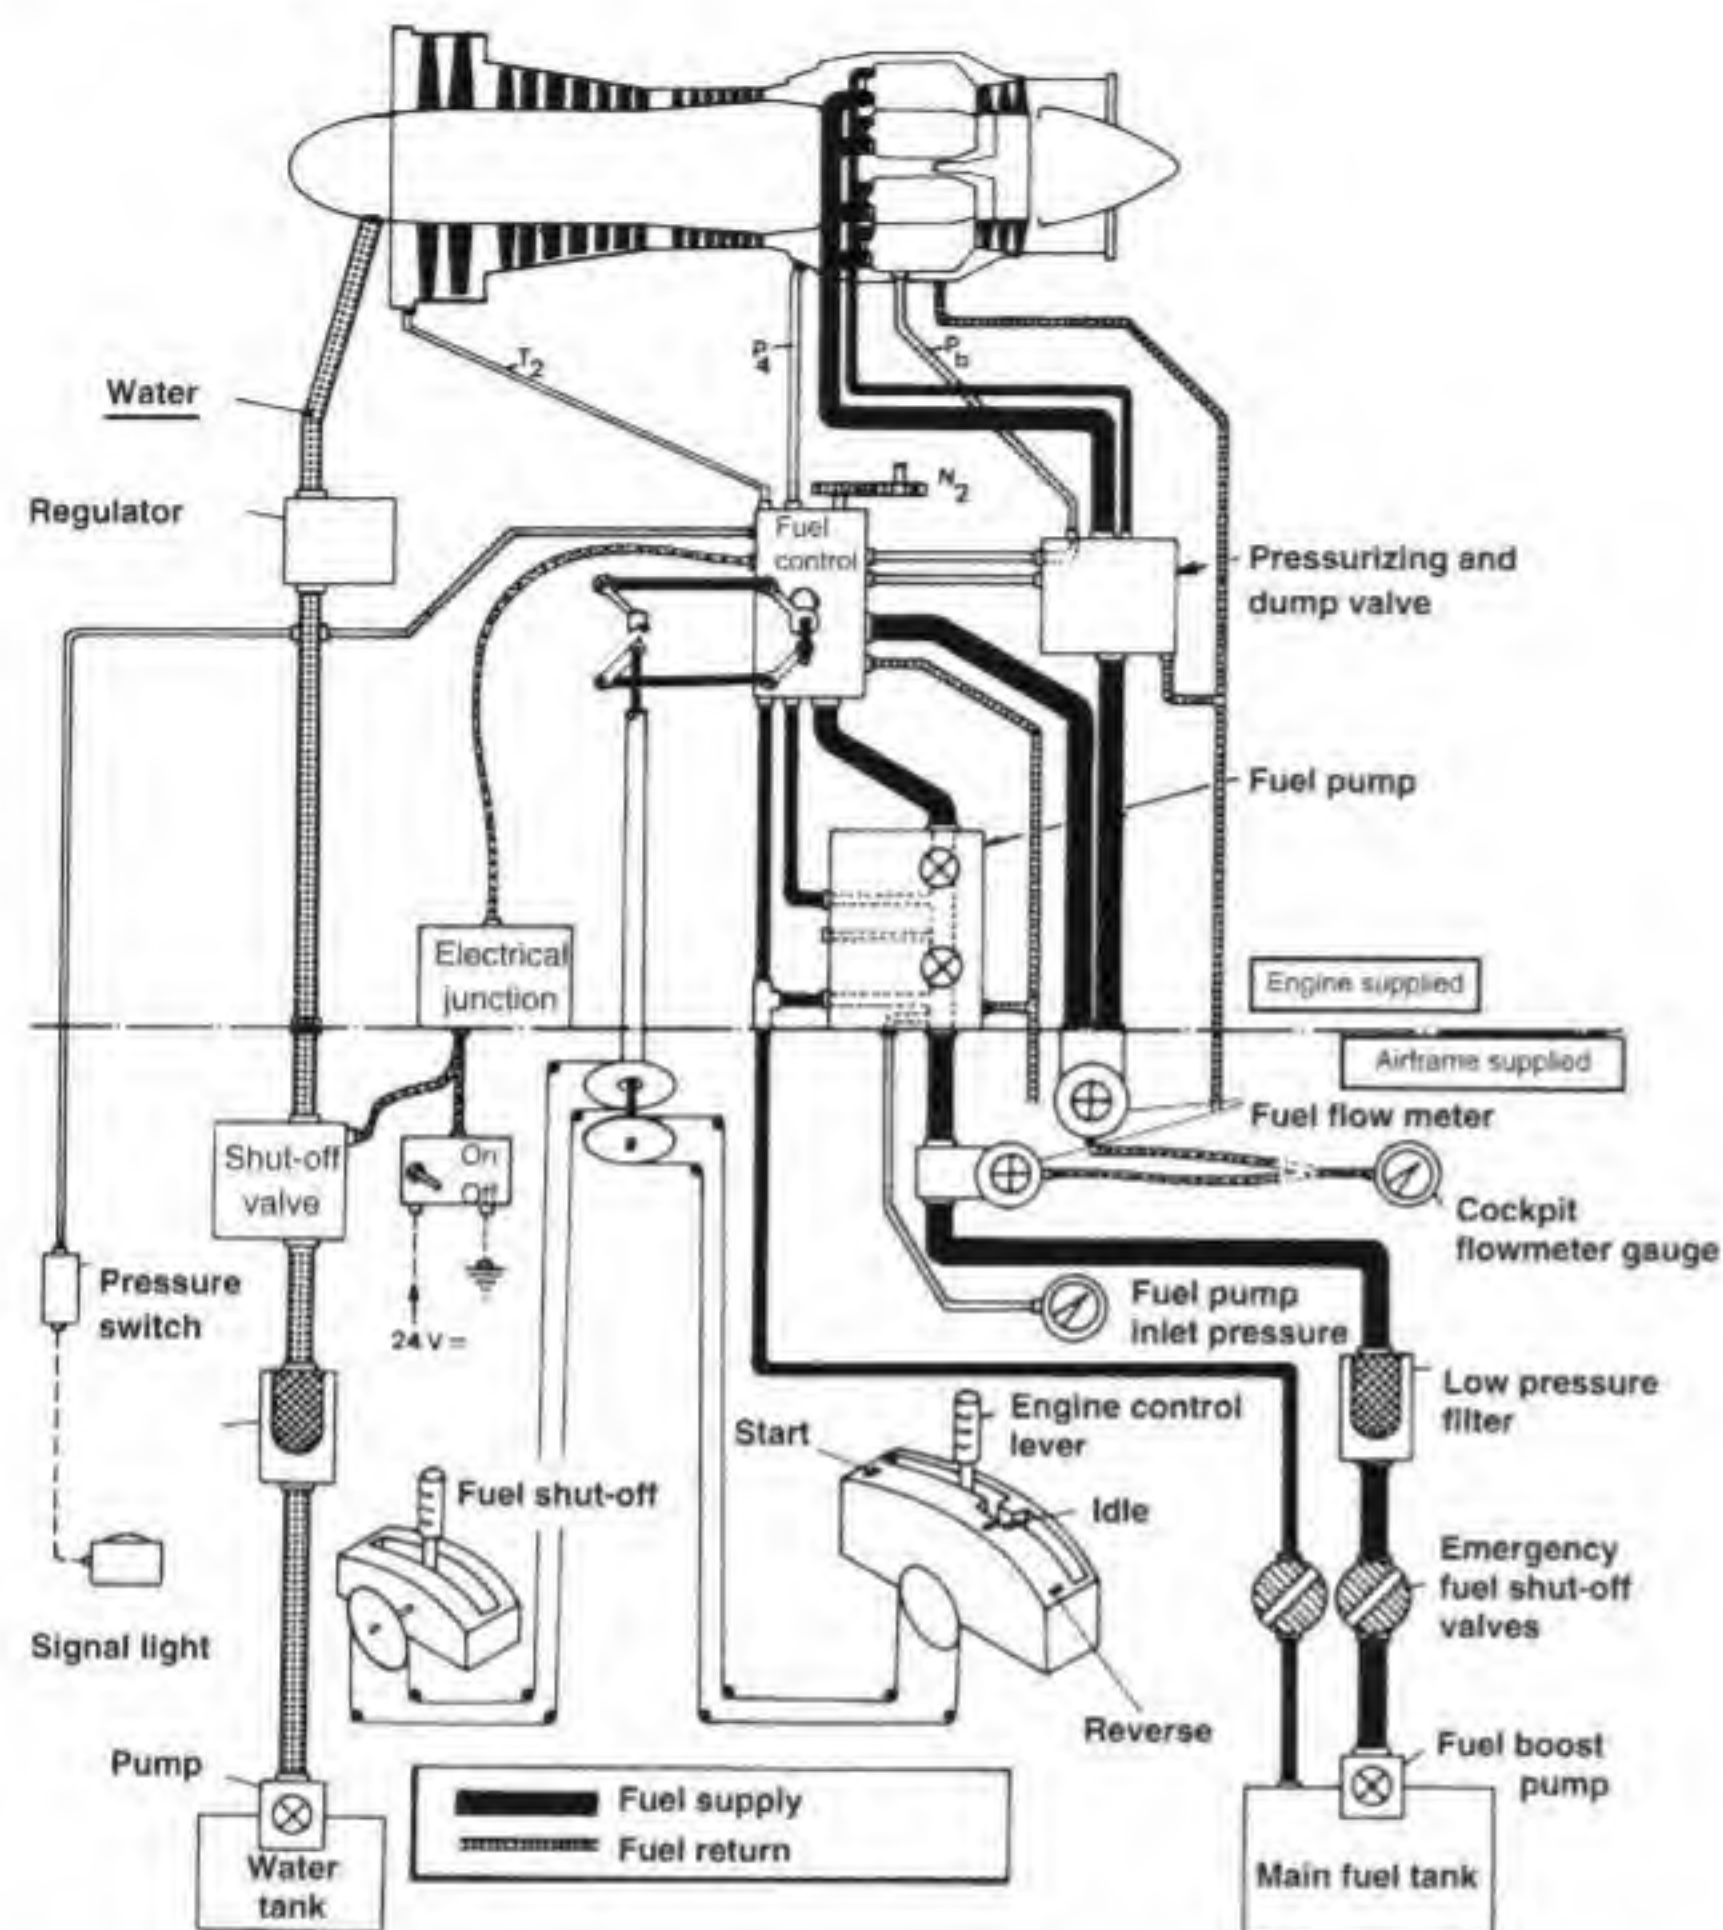 T2
P4
Pb
Water
N2
Regulator
Fuel
control
Pressurizing and
dump valve
Fuel pump
Electrical
junction
Engine supplied
Airframe supplied
Fuel flow meter
Shut-off
valve
On
Off
Cockpit
flowmeter gauge
Pressure
switch
24 V =
Fuel pump
inlet pressure
Low pressure
filter
Engine control
lever
Start
Fuel shut-off
Idle
Emergency
fuel shut-off
valves
Signal light
Reverse
Pump
Fuel boost
pump
Fuel supply
Fuel return
Water
tank
Main fuel tank